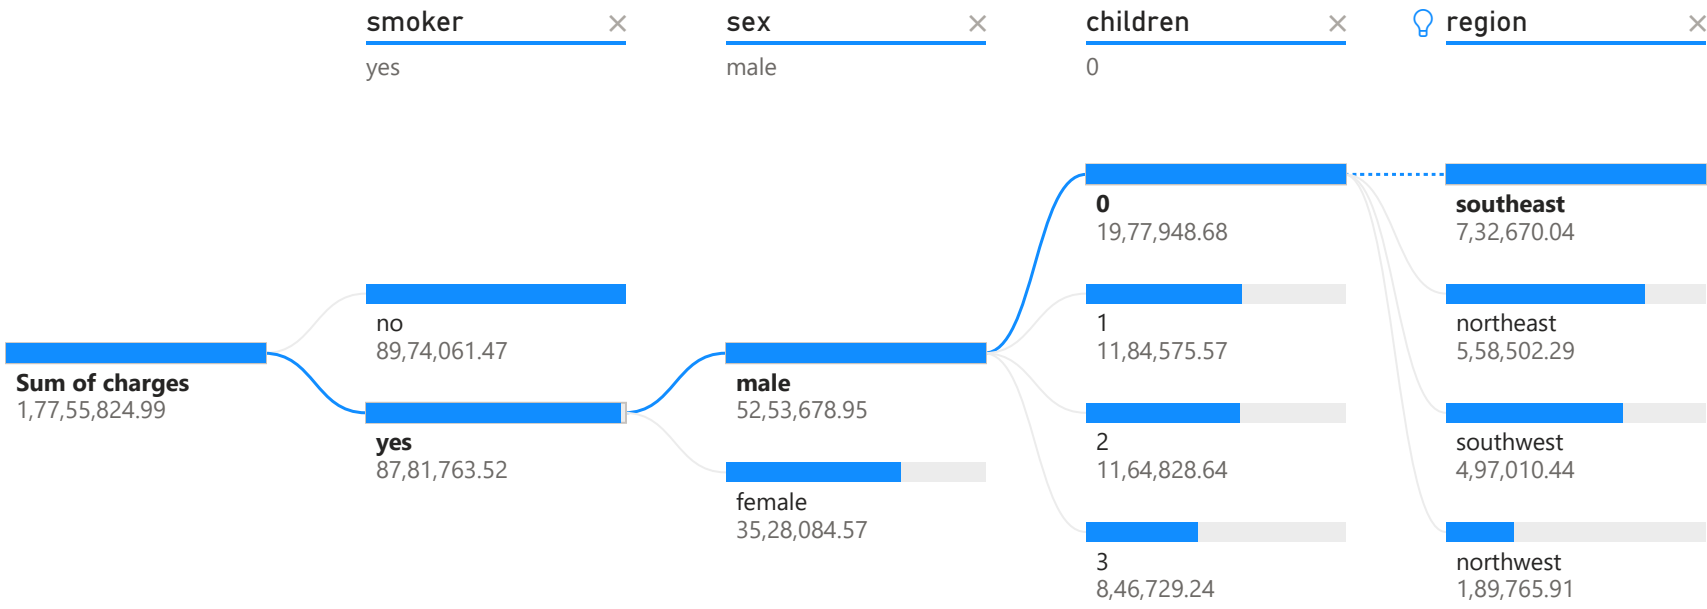 smoker
yes
sex
male
children
0
region
Sum of charges
1,77,55,824.99
no
89,74,061.47
yes
87,81,763.52
male
52,53,678.95
female
35,28,084.57
0
19,77,948.68
1
11,84,575.57
2
11,64,828.64
3
8,46,729.24
southeast
7,32,670.04
northeast
5,58,502.29
southwest
4,97,010.44
northwest
1,89,765.91